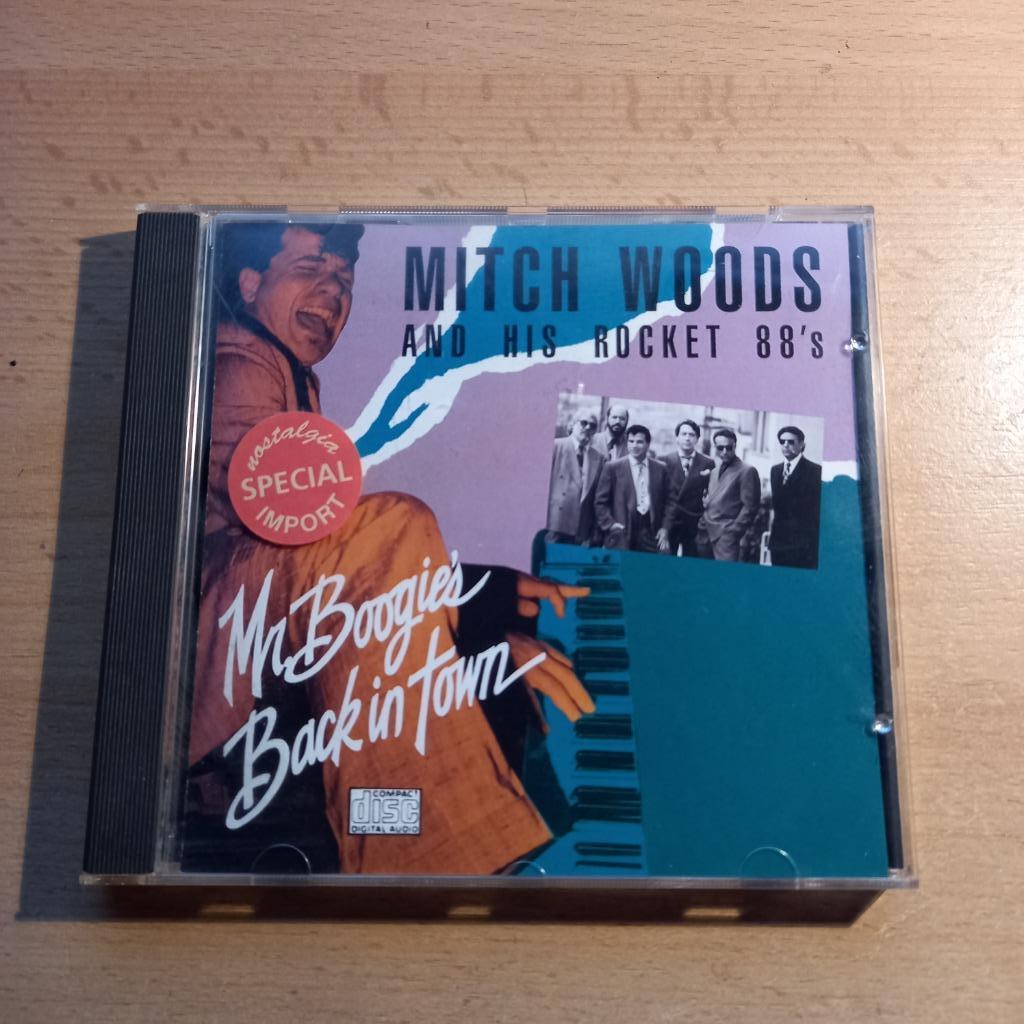 MITCH WOODS
AND HIS ROCKET 88's
nostalgia
SPECIAL
IMPORT
Mr. Boogie's
Back in Town
COMPACT
disc
DIGITAL AUDIO